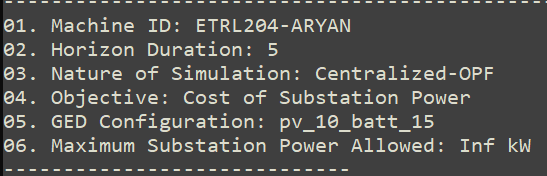 ------------------------------------------------
01. Machine ID: ETRL204-ARYAN
02. Horizon Duration: 5
03. Nature of Simulation: Centralized-OPF
04. Objective: Cost of Substation Power
05. GED Configuration: pv_10_batt_15
06. Maximum Substation Power Allowed: Inf kW
-----------------------------